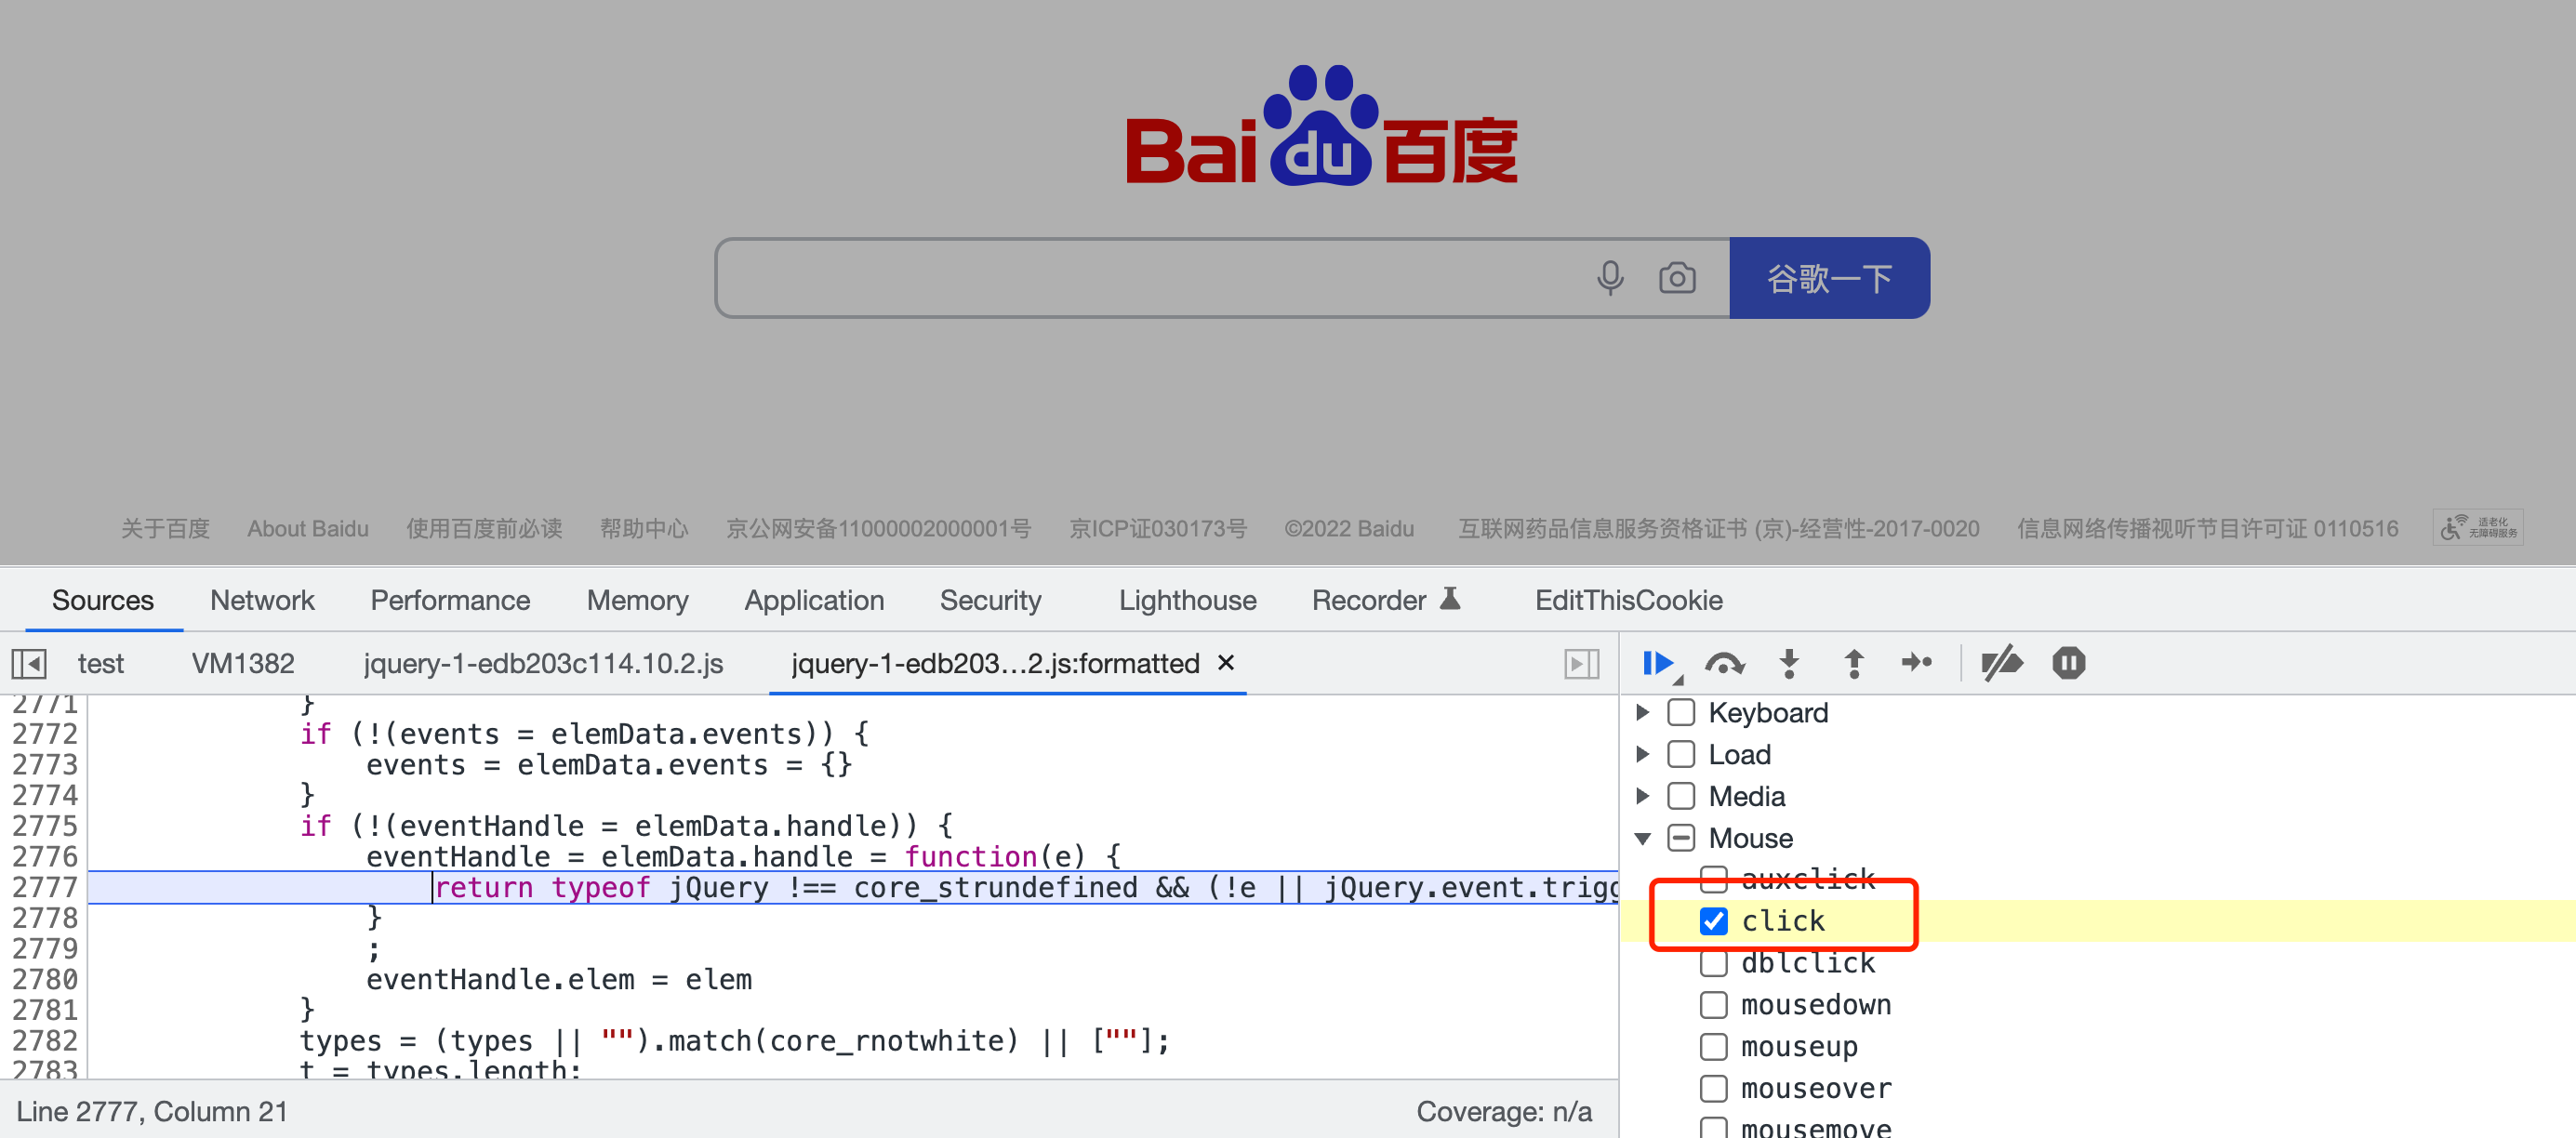 Bai du 百度
谷歌一下
关于百度 About Baidu 使用百度前必读 帮助中心 京公网安备11000002000001号 京ICP证030173号 ©2022 Baidu 互联网药品信息服务资格证书 (京)-经营性-2017-0020 信息网络传播视听节目许可证 0110516 适老化
无障碍服务
Sources Network Performance Memory Application Security Lighthouse Recorder EditThisCookie
test VM1382 jquery-1-edb203c114.10.2.js jquery-1-edb203...2.js:formatted ×
2771 }
2772 if (!(events = elemData.events)) {
2773 events = elemData.events = {}
2774 }
2775 if (!(eventHandle = elemData.handle)) {
2776 eventHandle = elemData.handle = function(e) {
2777 return typeof jQuery !== core_strundefined && (!e || jQuery.event.trigg
2778 }
2779 ;
2780 eventHandle.elem = elem
2781 }
2782 types = (types || "").match(core_rnotwhite) || [""];
2783 t = types.length;
Line 2777, Column 21 Coverage: n/a
Keyboard
Load
Media
Mouse
auxclick
click
dblclick
mousedown
mouseup
mouseover
mousemove